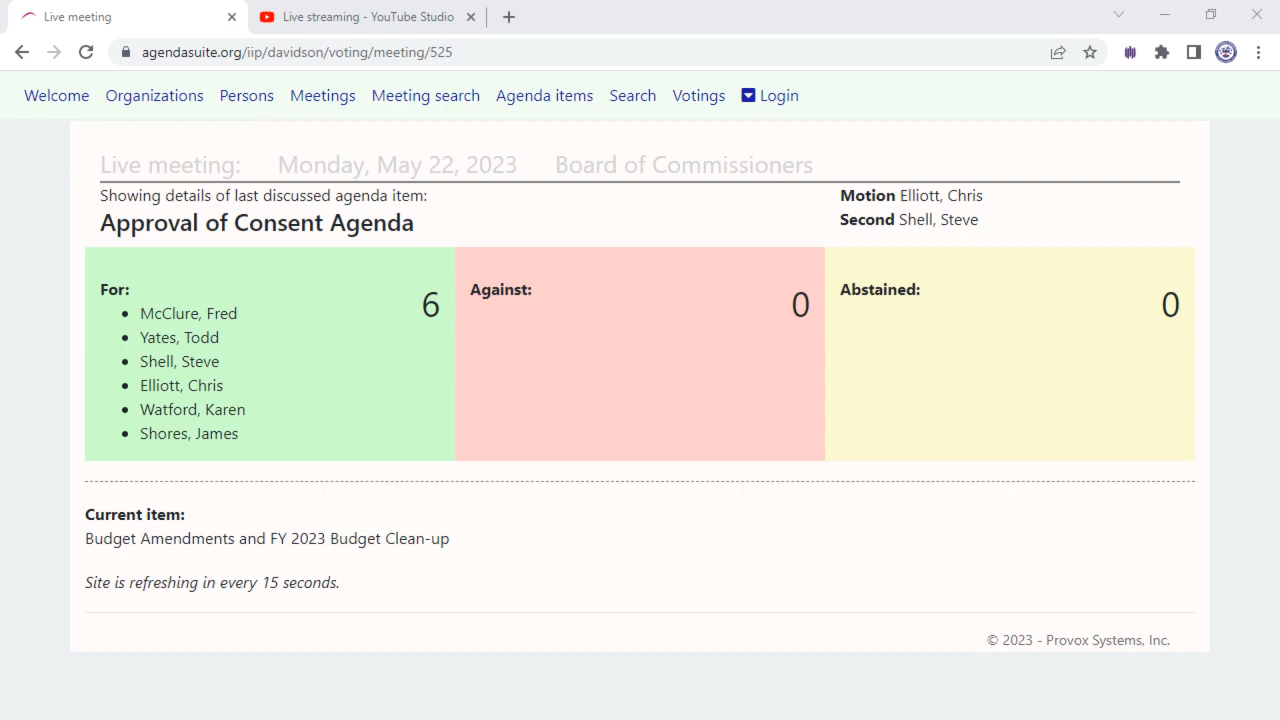 Live meeting
Live streaming - YouTube Studio
agendasuite.org/iip/davidson/voting/meeting/525
Welcome Organizations Persons Meetings Meeting search Agenda items Search Votings Login
Live meeting: Monday, May 22, 2023 Board of Commissioners
Showing details of last discussed agenda item:
Approval of Consent Agenda
Motion Elliott, Chris
Second Shell, Steve
For:
6
McClure, Fred
Yates, Todd
Shell, Steve
Elliott, Chris
Watford, Karen
Shores, James
Against:
0
Abstained:
0
Current item:
Budget Amendments and FY 2023 Budget Clean-up
Site is refreshing in every 15 seconds.
© 2023 - Provox Systems, Inc.